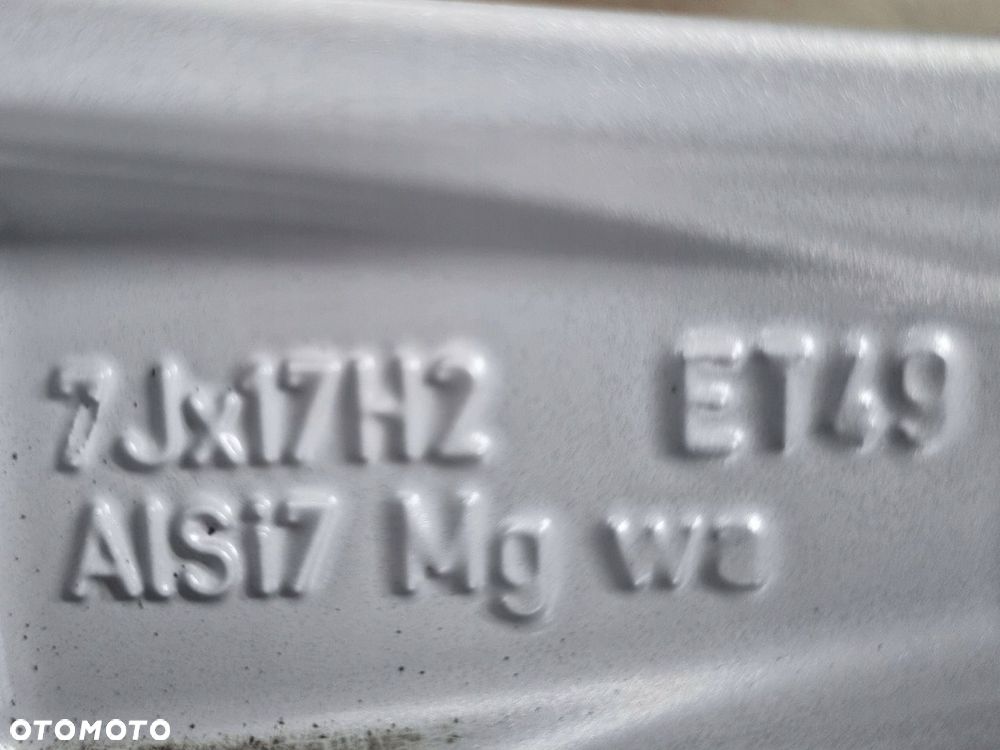 7Jx17H2 ET49
AlSi7 Mg wa
OTOMOTO